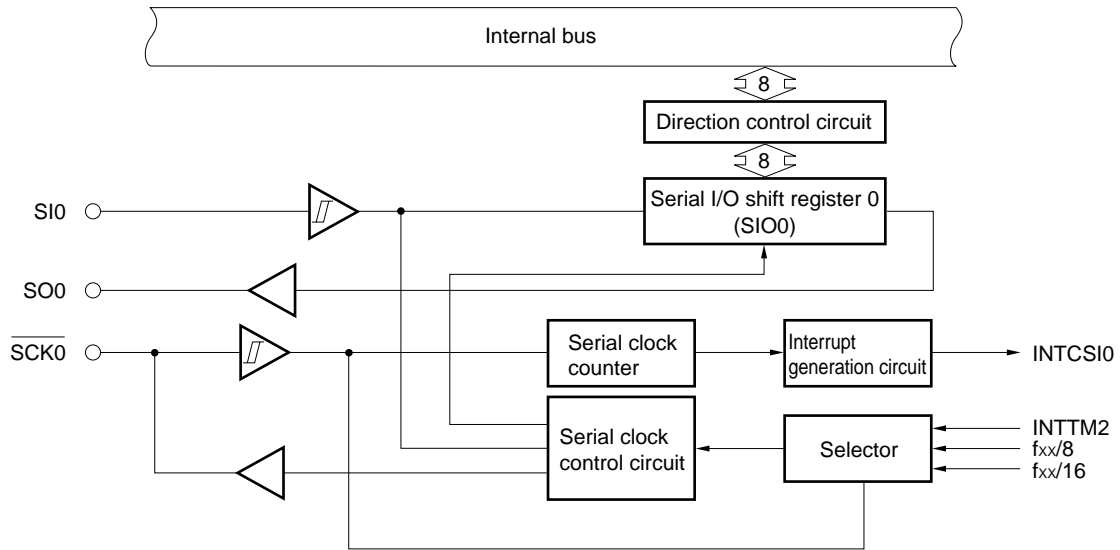 Internal bus
8
Direction control circuit
8
SI0
Serial I/O shift register 0
(SIO0)
SO0
SCK0
Serial clock
counter
Interrupt
generation circuit
INTCSI0
Serial clock
control circuit
Selector
INTTM2
fxx/8
fxx/16